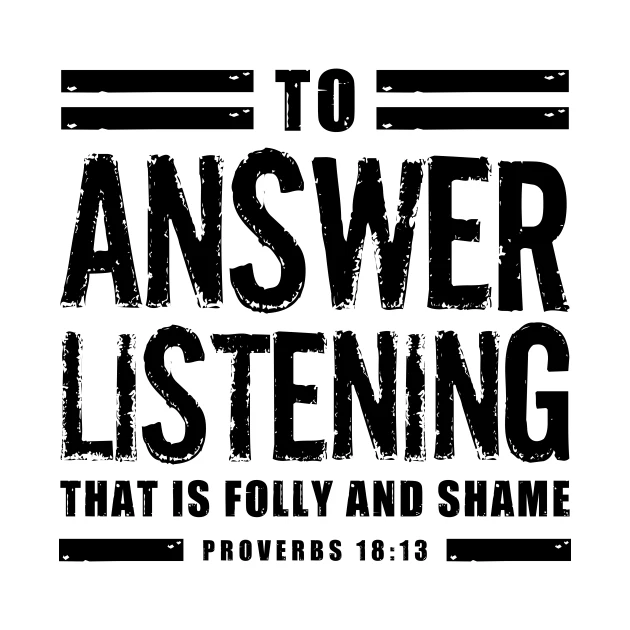 TO
ANSWER
LISTENING
THAT IS FOLLY AND SHAME
PROVERBS 18:13